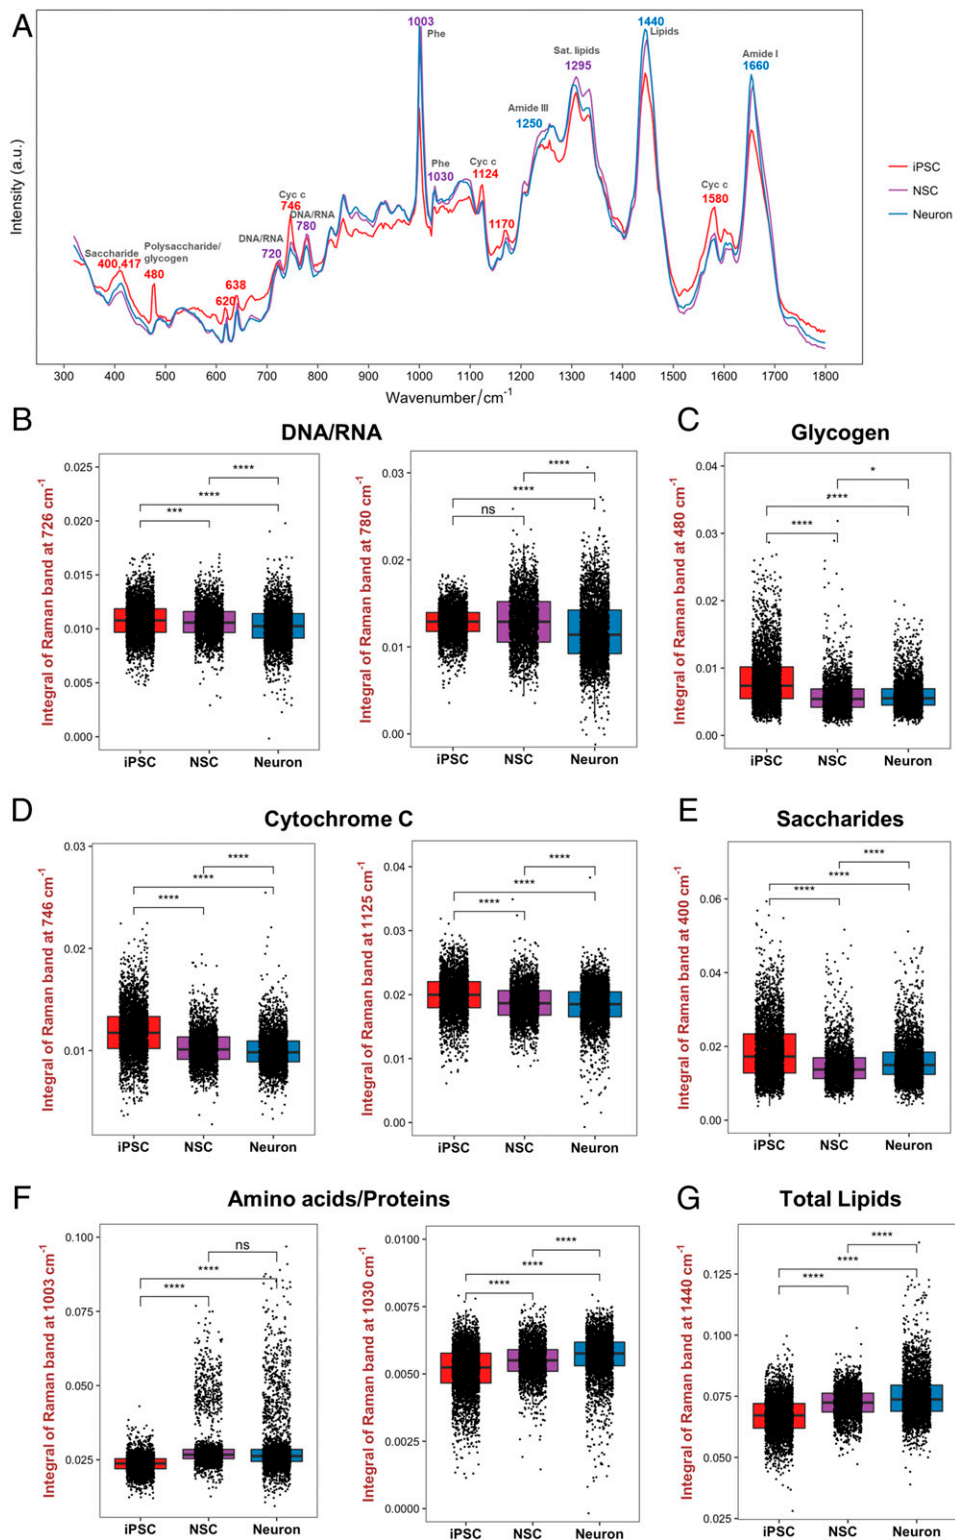 A
1003
Phe
1440
Lipids
Sat. lipids
1295
Amide I
1660
Amide III
1250
Phe
1030
Cyc c
1124
1170
Cyc c
1580
Cyc c
746
DNA/RNA
780
DNA/RNA
720
Saccharide
400,417
Polysaccharide/
glycogen
480
638
620
iPSC
NSC
Neuron
Intensity (a.u.)
300 400 500 600 700 800 900 1000 1100 1200 1300 1400 1500 1600 1700 1800
Wavenumber/cm-1
B
DNA/RNA
Integral of Raman band at 726 cm-1
0.025
0.020
0.015
0.010
0.005
0.000
****
****
***
iPSC NSC Neuron
Integral of Raman band at 780 cm-1
0.03
0.02
0.01
0.00
****
****
ns
iPSC NSC Neuron
C
Glycogen
Integral of Raman band at 480 cm-1
0.04
0.03
0.02
0.01
0.00
*
****
****
iPSC NSC Neuron
D
Cytochrome C
Integral of Raman band at 746 cm-1
0.03
0.02
0.01
****
****
****
iPSC NSC Neuron
Integral of Raman band at 1125 cm-1
0.04
0.03
0.02
0.01
0.00
****
****
****
iPSC NSC Neuron
E
Saccharides
Integral of Raman band at 400 cm-1
0.06
0.04
0.02
0.00
****
****
****
iPSC NSC Neuron
F
Amino acids/Proteins
Integral of Raman band at 1003 cm-1
0.100
0.075
0.050
0.025
ns
****
****
iPSC NSC Neuron
Integral of Raman band at 1030 cm-1
0.0100
0.0075
0.0050
0.0025
0.0000
****
****
****
iPSC NSC Neuron
G
Total Lipids
Integral of Raman band at 1440 cm-1
0.125
0.100
0.075
0.050
0.025
****
****
****
iPSC NSC Neuron